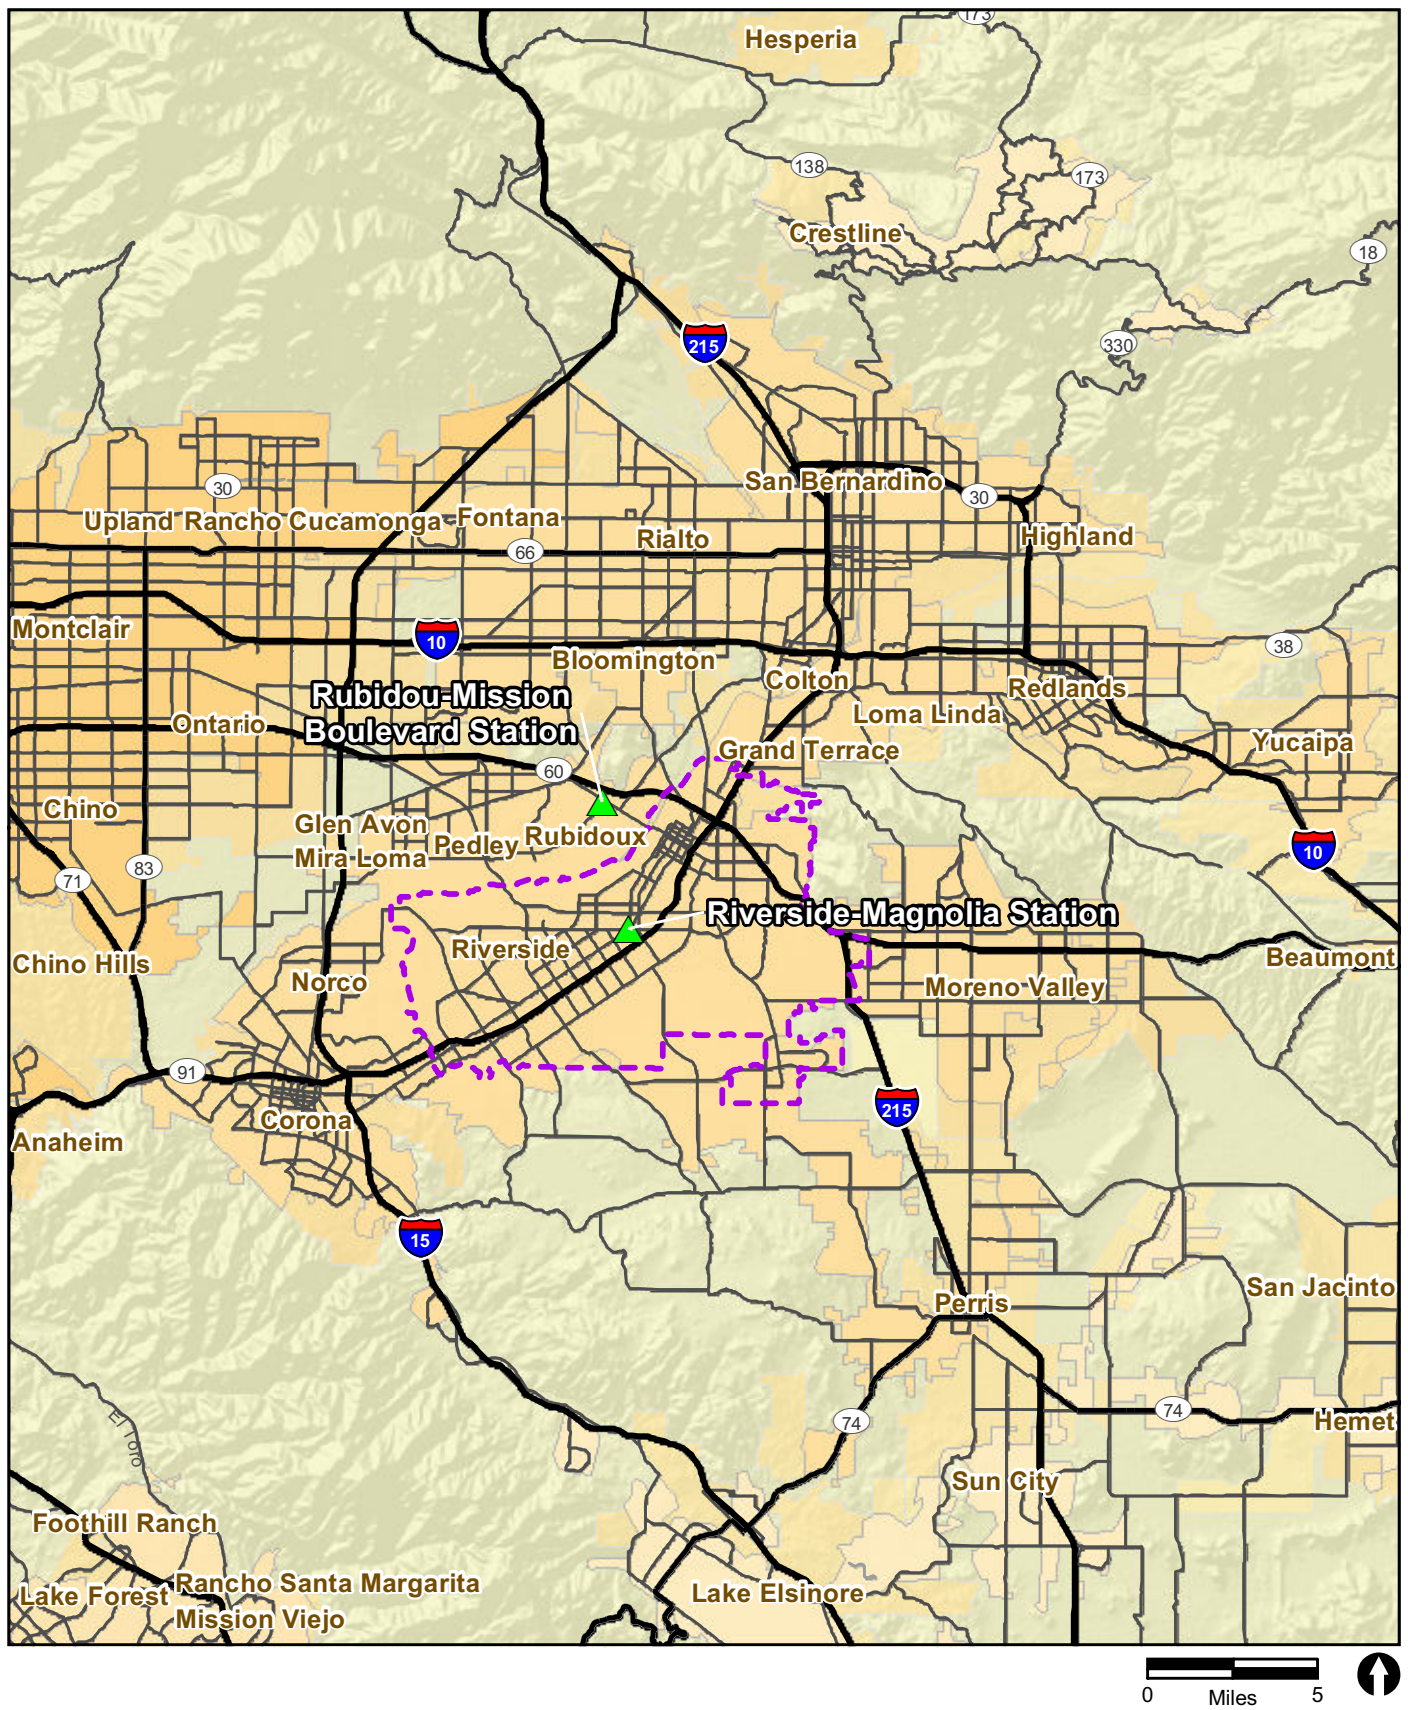 173
Hesperia
138
173
Crestline
18
330
215
30
San Bernardino
30
Upland
Rancho Cucamonga
Fontana
66
Rialto
Highland
Montclair
10
Bloomington
38
Colton
Redlands
Rubidou-Mission
Boulevard Station
Loma Linda
Ontario
Grand Terrace
Yucaipa
60
Chino
Glen Avon
Mira Loma
Pedley
Rubidoux
10
83
71
Riverside-Magnolia Station
Riverside
Chino Hills
Beaumont
Norco
Moreno Valley
91
215
Corona
Anaheim
15
San Jacinto
Perris
74
74
Hemet
El Toro
Sun City
Foothill Ranch
Lake Forest
Rancho Santa Margarita
Mission Viejo
Lake Elsinore
0
Miles
5